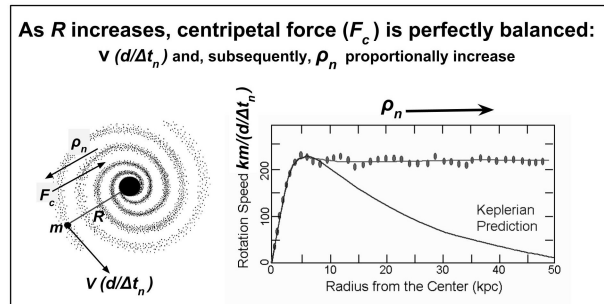 As R increases, centripetal force (Fc) is perfectly balanced:
v (d/Δtn) and, subsequently, ρn proportionally increase
ρn
Fc
R
m
V (d/Δtn)
ρn
Rotation Speed km/(d/Δtn)
200
100
0
Keplerian
Prediction
0 10 20 30 40 50
Radius from the Center (kpc)